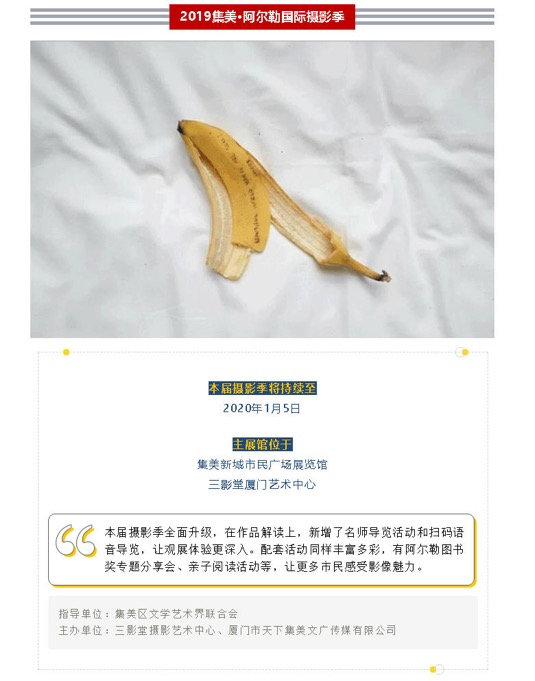 2019集美·阿尔勒国际摄影季
本届摄影季将持续至
2020年1月5日
主展馆位于
集美新城市民广场展览馆
三影堂厦门艺术中心
本届摄影季全面升级，在作品解读上，新增了名师导览活动和扫码语
音导览，让观展体验更深入。配套活动同样丰富多彩，有阿尔勒图书
奖专题分享会、亲子阅读活动等，让更多市民感受影像魅力。
指导单位：集美区文学艺术界联合会
主办单位：三影堂摄影艺术中心、厦门市天下集美文广传媒有限公司